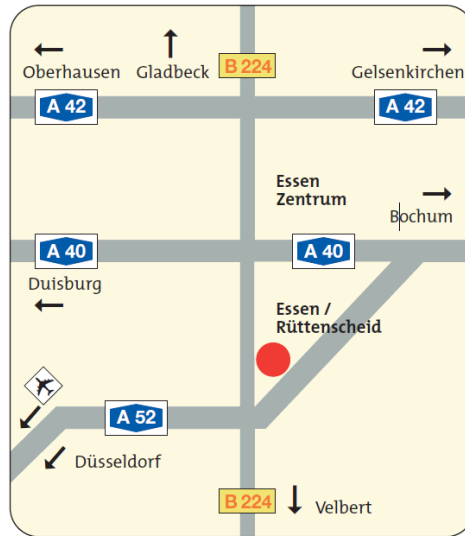 B 224
Oberhausen
Gladbeck
Gelsenkirchen
A 42
A 42
Essen
Zentrum
Bochum
A 40
A 40
Duisburg
Essen /
Rüttenscheid
A 52
Düsseldorf
B 224
Velbert